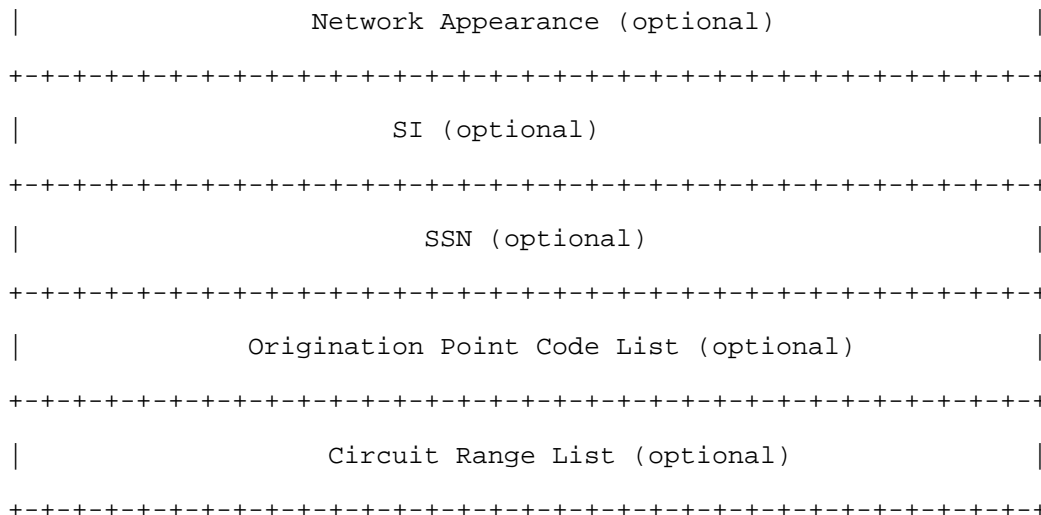 | Network Appearance (optional) |
+-+-+-+-+-+-+-+-+-+-+-+-+-+-+-+-+-+-+-+-+-+-+-+-+-+-+-+-+-+-+-+-+
| SI (optional) |
+-+-+-+-+-+-+-+-+-+-+-+-+-+-+-+-+-+-+-+-+-+-+-+-+-+-+-+-+-+-+-+-+
| SSN (optional) |
+-+-+-+-+-+-+-+-+-+-+-+-+-+-+-+-+-+-+-+-+-+-+-+-+-+-+-+-+-+-+-+-+
| Origination Point Code List (optional) |
+-+-+-+-+-+-+-+-+-+-+-+-+-+-+-+-+-+-+-+-+-+-+-+-+-+-+-+-+-+-+-+-+
| Circuit Range List (optional) |
+-+-+-+-+-+-+-+-+-+-+-+-+-+-+-+-+-+-+-+-+-+-+-+-+-+-+-+-+-+-+-+-+